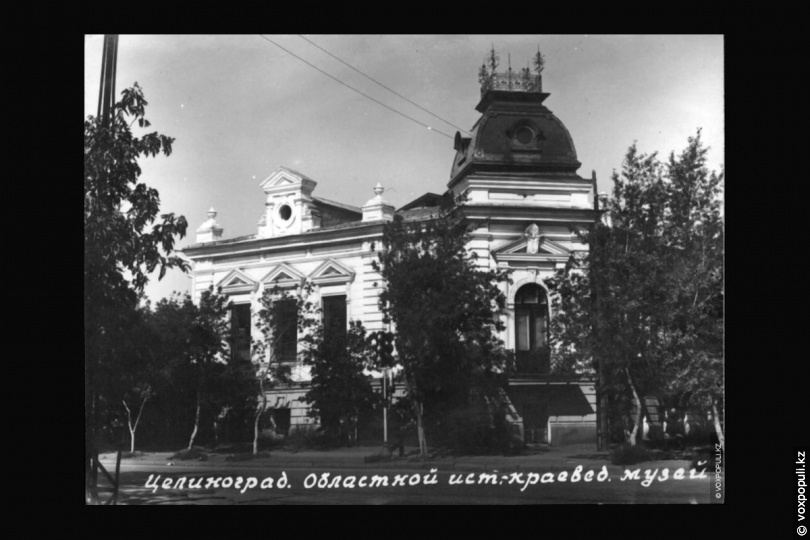 Целиноград. Областной ист.-краевед. музей
© VOXPOPULI.KZ
© voxpopuli.kz